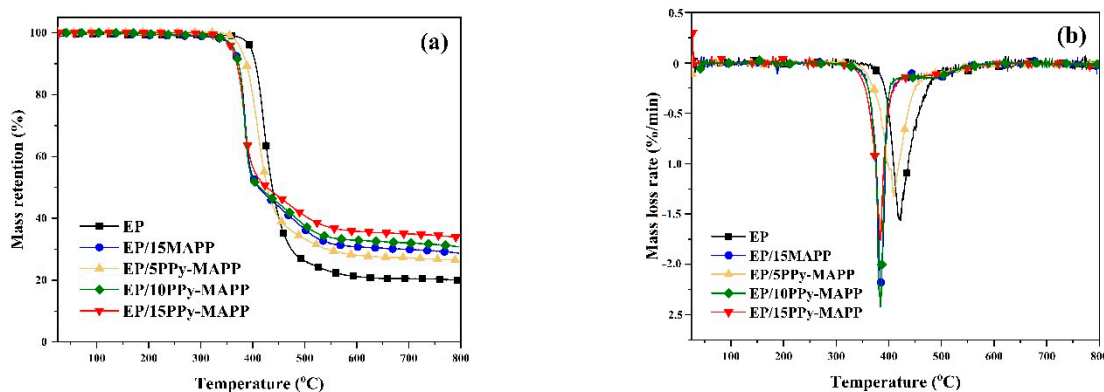 (a)
Mass retention (%)
100
80
60
40
20
0
EP
EP/15MAPP
EP/5PPy-MAPP
EP/10PPy-MAPP
EP/15PPy-MAPP
100 200 300 400 500 600 700 800
Temperature (°C)
(b)
Mass loss rate (%/min)
0.5
0
-0.5
1.0
-1.5
-2.0
2.5
EP
EP/15MAPP
EP/5PPy-MAPP
EP/10PPy-MAPP
EP/15PPy-MAPP
100 200 300 400 500 600 700 800
Temperature (°C)